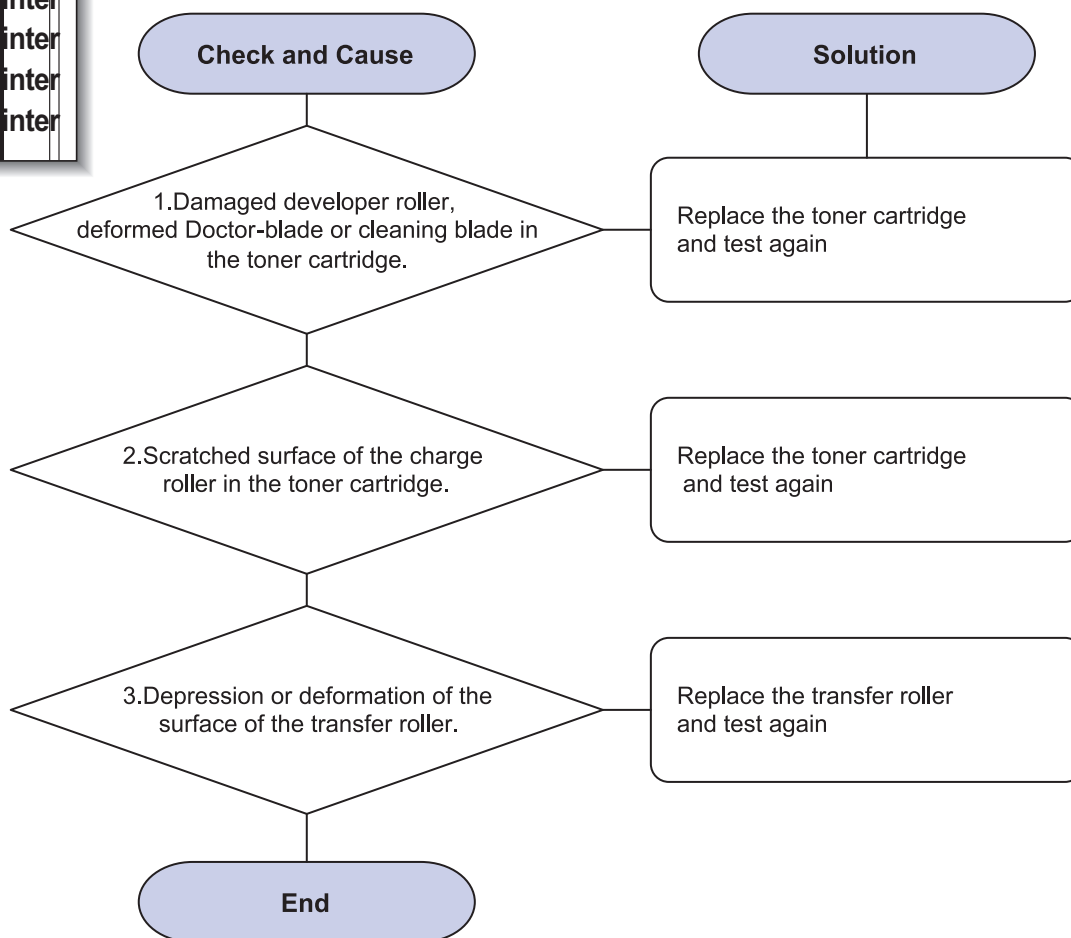 inter
inter
inter
inter
Check and Cause
Solution
1.Damaged developer roller,
deformed Doctor-blade or cleaning blade in
the toner cartridge.
Replace the toner cartridge
and test again
2.Scratched surface of the charge
roller in the toner cartridge.
Replace the toner cartridge
and test again
3.Depression or deformation of the
surface of the transfer roller.
Replace the transfer roller
and test again
End